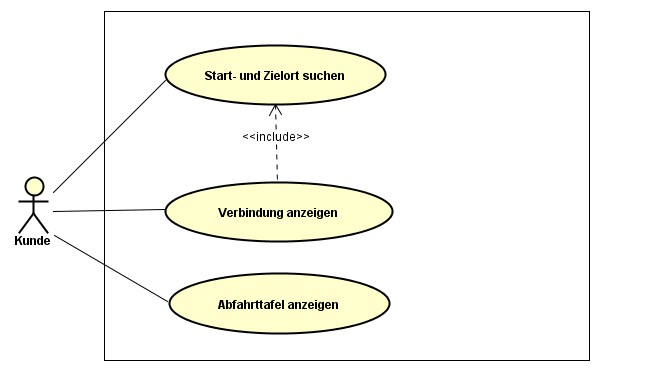 Start- und Zielort suchen
<<include>>
Verbindung anzeigen
Kunde
Abfahrttafel anzeigen